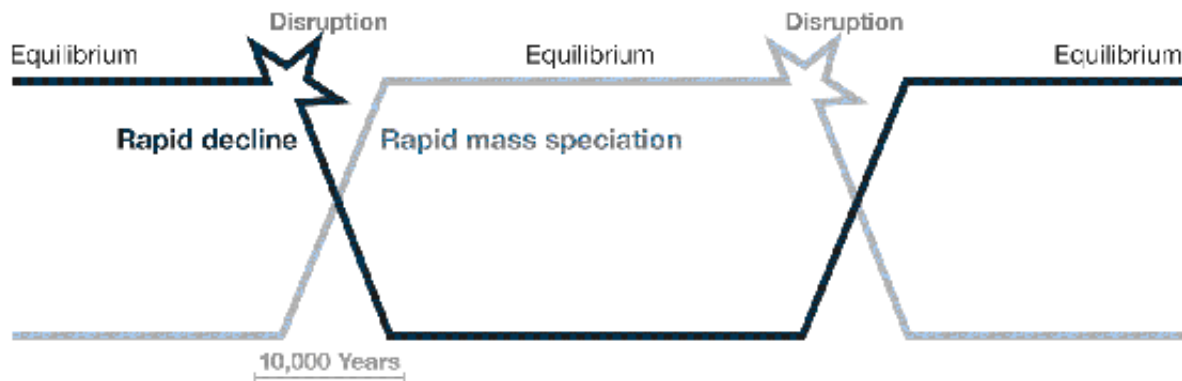 Disruption
Disruption
Equilibrium
Equilibrium
Equilibrium
Rapid decline
Rapid mass speciation
10,000 Years